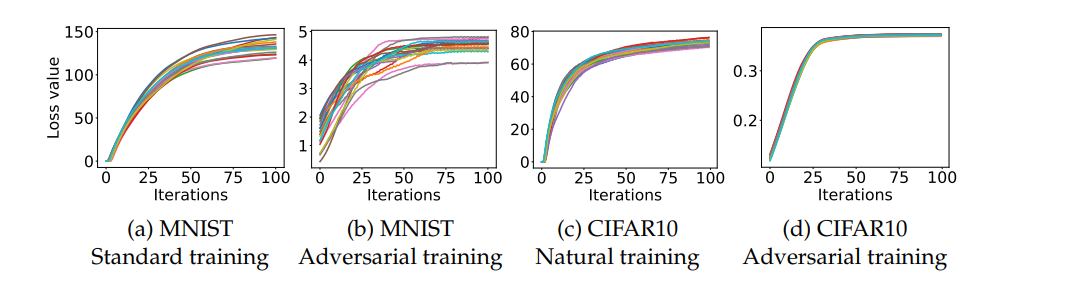 Loss value
150
100
50
0
0 25 50 75 100
Iterations
(a) MNIST
Standard training
5
4
3
2
1
0 25 50 75 100
Iterations
(b) MNIST
Adversarial training
80
60
40
20
0
0 25 50 75 100
Iterations
(c) CIFAR10
Natural training
0.3
0.2
0 25 50 75 100
Iterations
(d) CIFAR10
Adversarial training